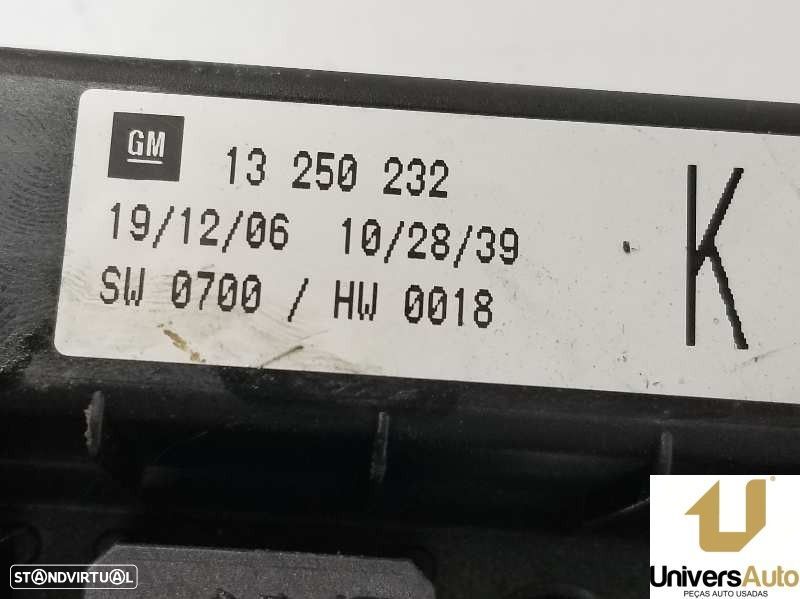 GM
13 250 232
19/12/06 10/28/39
SW 0700 / HW 0018
K
STANDVIRTUAL
UniversAuto
PEÇAS AUTO USADAS